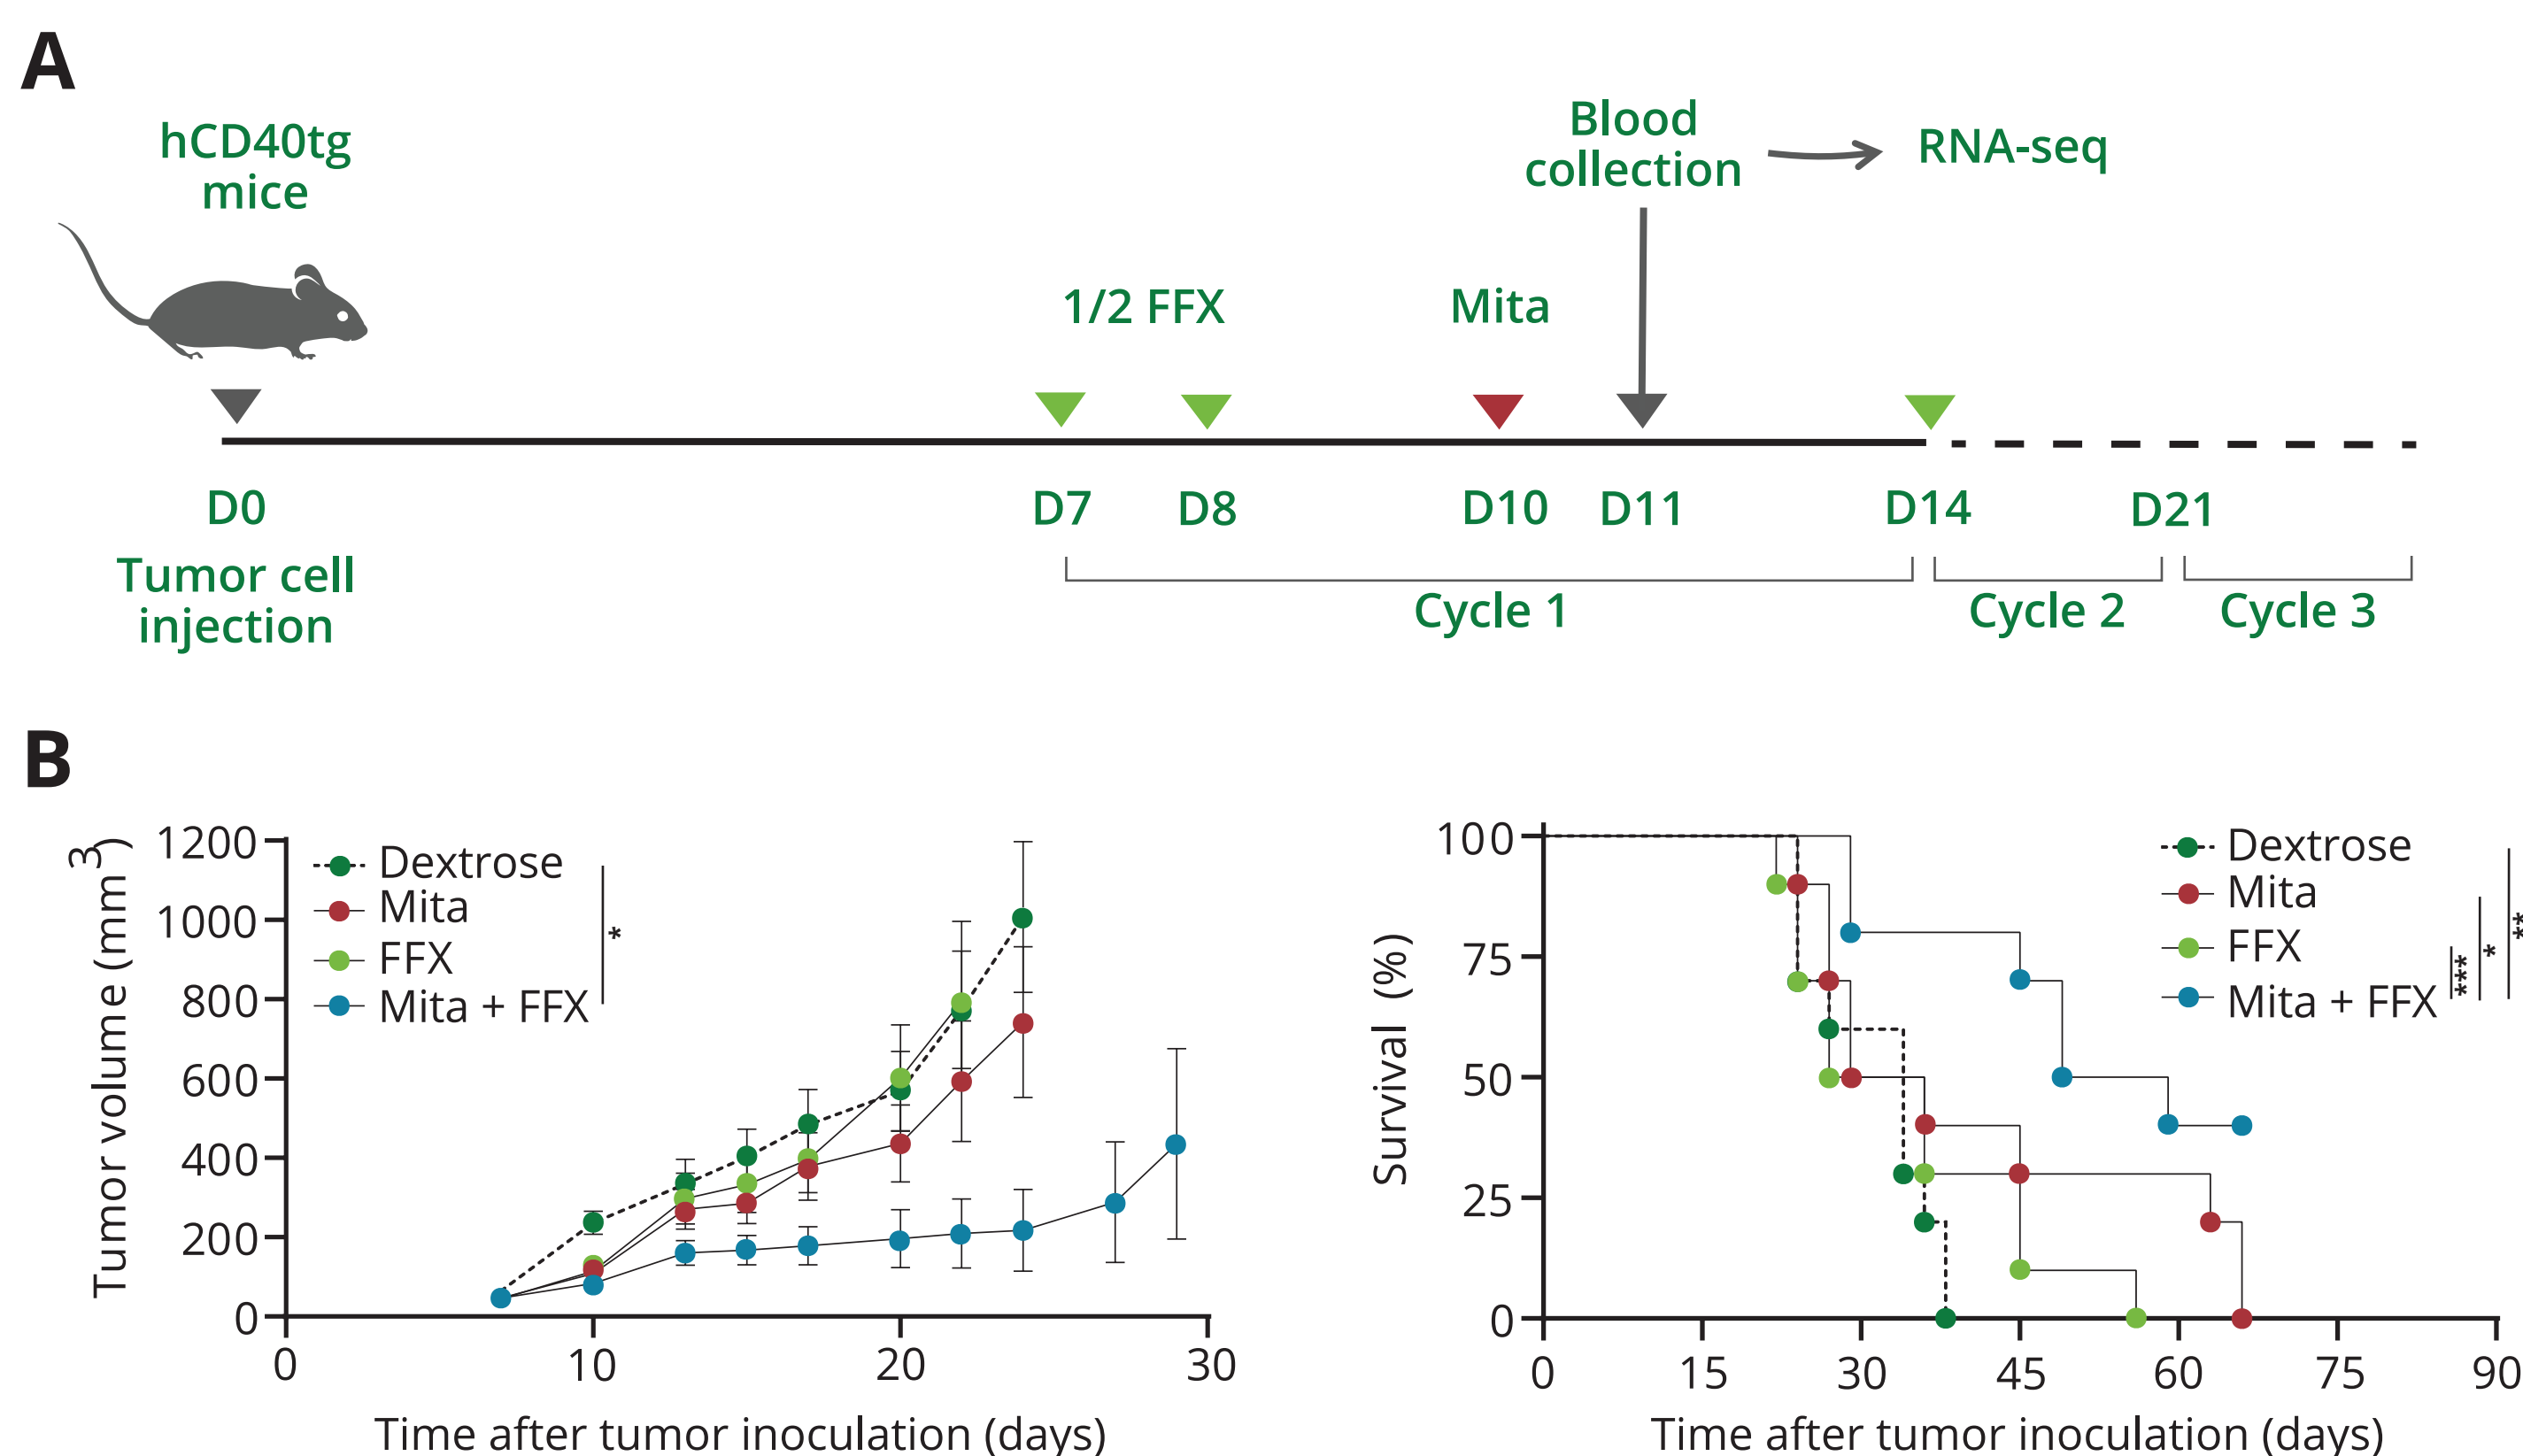 A
hCD40tg
mice
Blood
collection
RNA-seq
1/2 FFX
Mita
D0
D7
D8
D10
D11
D14
D21
Tumor cell
injection
Cycle 1
Cycle 2
Cycle 3
B
Tumor volume (mm3)
1200
1000
800
600
400
200
0
Dextrose
Mita
FFX
Mita + FFX
*
0
10
20
30
Time after tumor inoculation (days)
Survival (%)
100
75
50
25
0
Dextrose
Mita
FFX
Mita + FFX
***
*
**
0
15
30
45
60
75
90
Time after tumor inoculation (days)